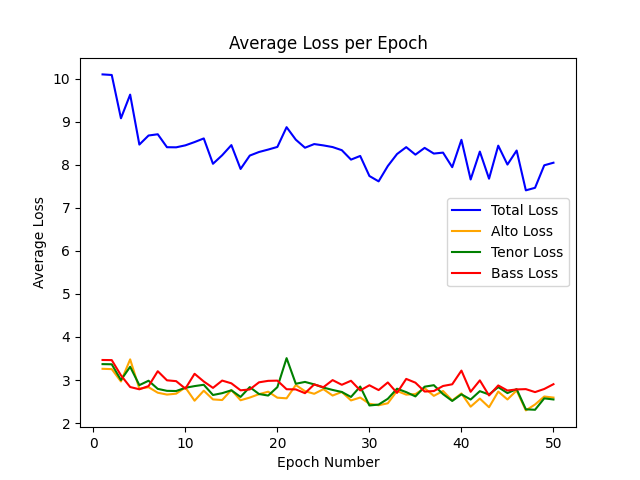 Average Loss per Epoch
Average Loss
10
9
8
7
6
5
4
3
2
Total Loss
Alto Loss
Tenor Loss
Bass Loss
0 10 20 30 40 50
Epoch Number